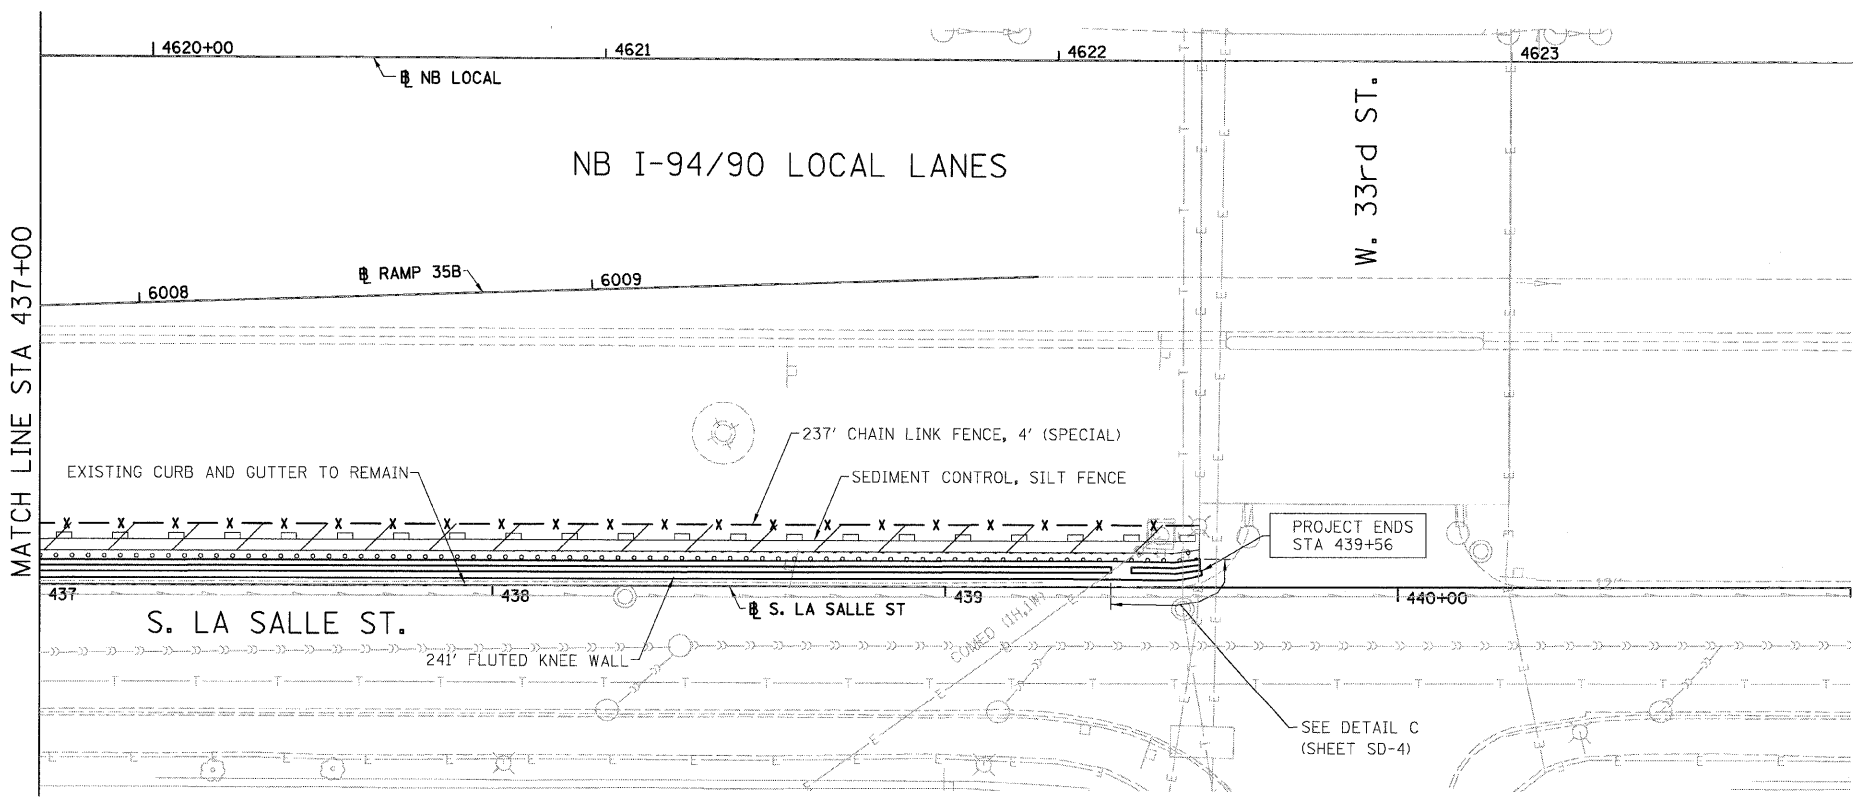 4620+00
4621
4622
4623
℄ NB LOCAL
W. 33rd ST.
NB I-94/90 LOCAL LANES
MATCH LINE STA 437+00
℄ RAMP 35B
6008
6009
237' CHAIN LINK FENCE, 4' (SPECIAL)
EXISTING CURB AND GUTTER TO REMAIN
SEDIMENT CONTROL, SILT FENCE
PROJECT ENDS
STA 439+56
437
438
439
440+00
12"
℄ S. LA SALLE ST
S. LA SALLE ST.
COMED (1H,1W)
241' FLUTED KNEE WALL
SEE DETAIL C
(SHEET SD-4)